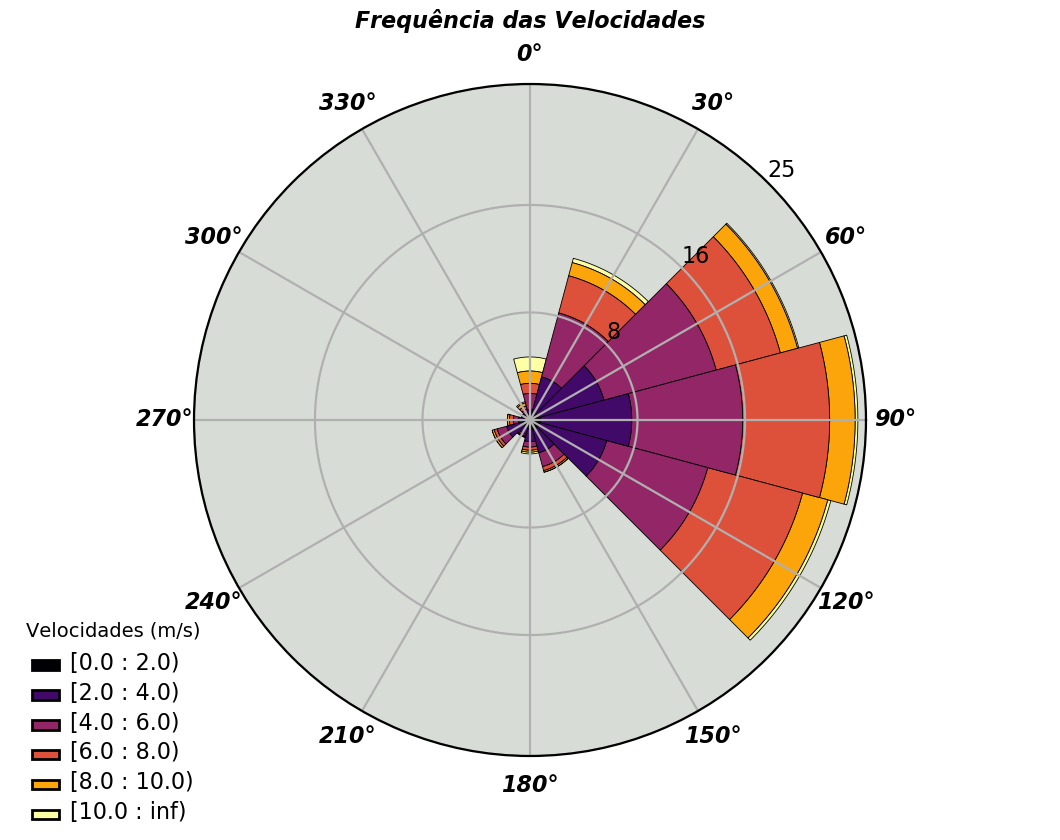 Frequência das Velocidades
0°
330°
30°
25
300°
60°
16
8
270°
90°
240°
120°
210°
150°
180°
Velocidades (m/s)
[0.0 : 2.0)
[2.0 : 4.0)
[4.0 : 6.0)
[6.0 : 8.0)
[8.0 : 10.0)
[10.0 : inf)